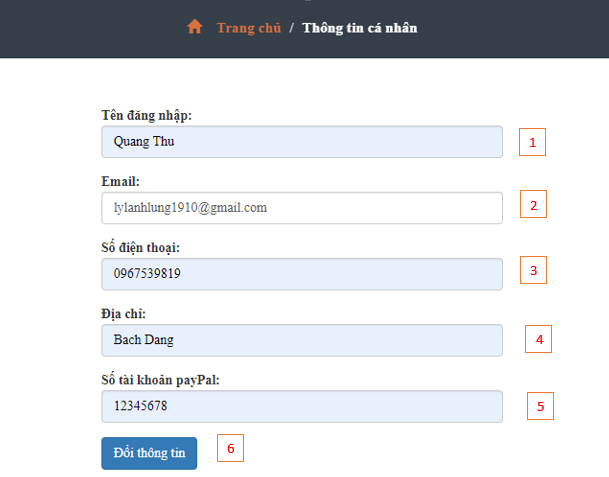 Trang chủ / Thông tin cá nhân
Tên đăng nhập:
Quang Thu 1
Email:
lylanhlung1910@gmail.com 2
Số điện thoại:
0967539819 3
Địa chỉ:
Bach Dang 4
Số tài khoản payPal:
12345678 5
Đổi thông tin 6